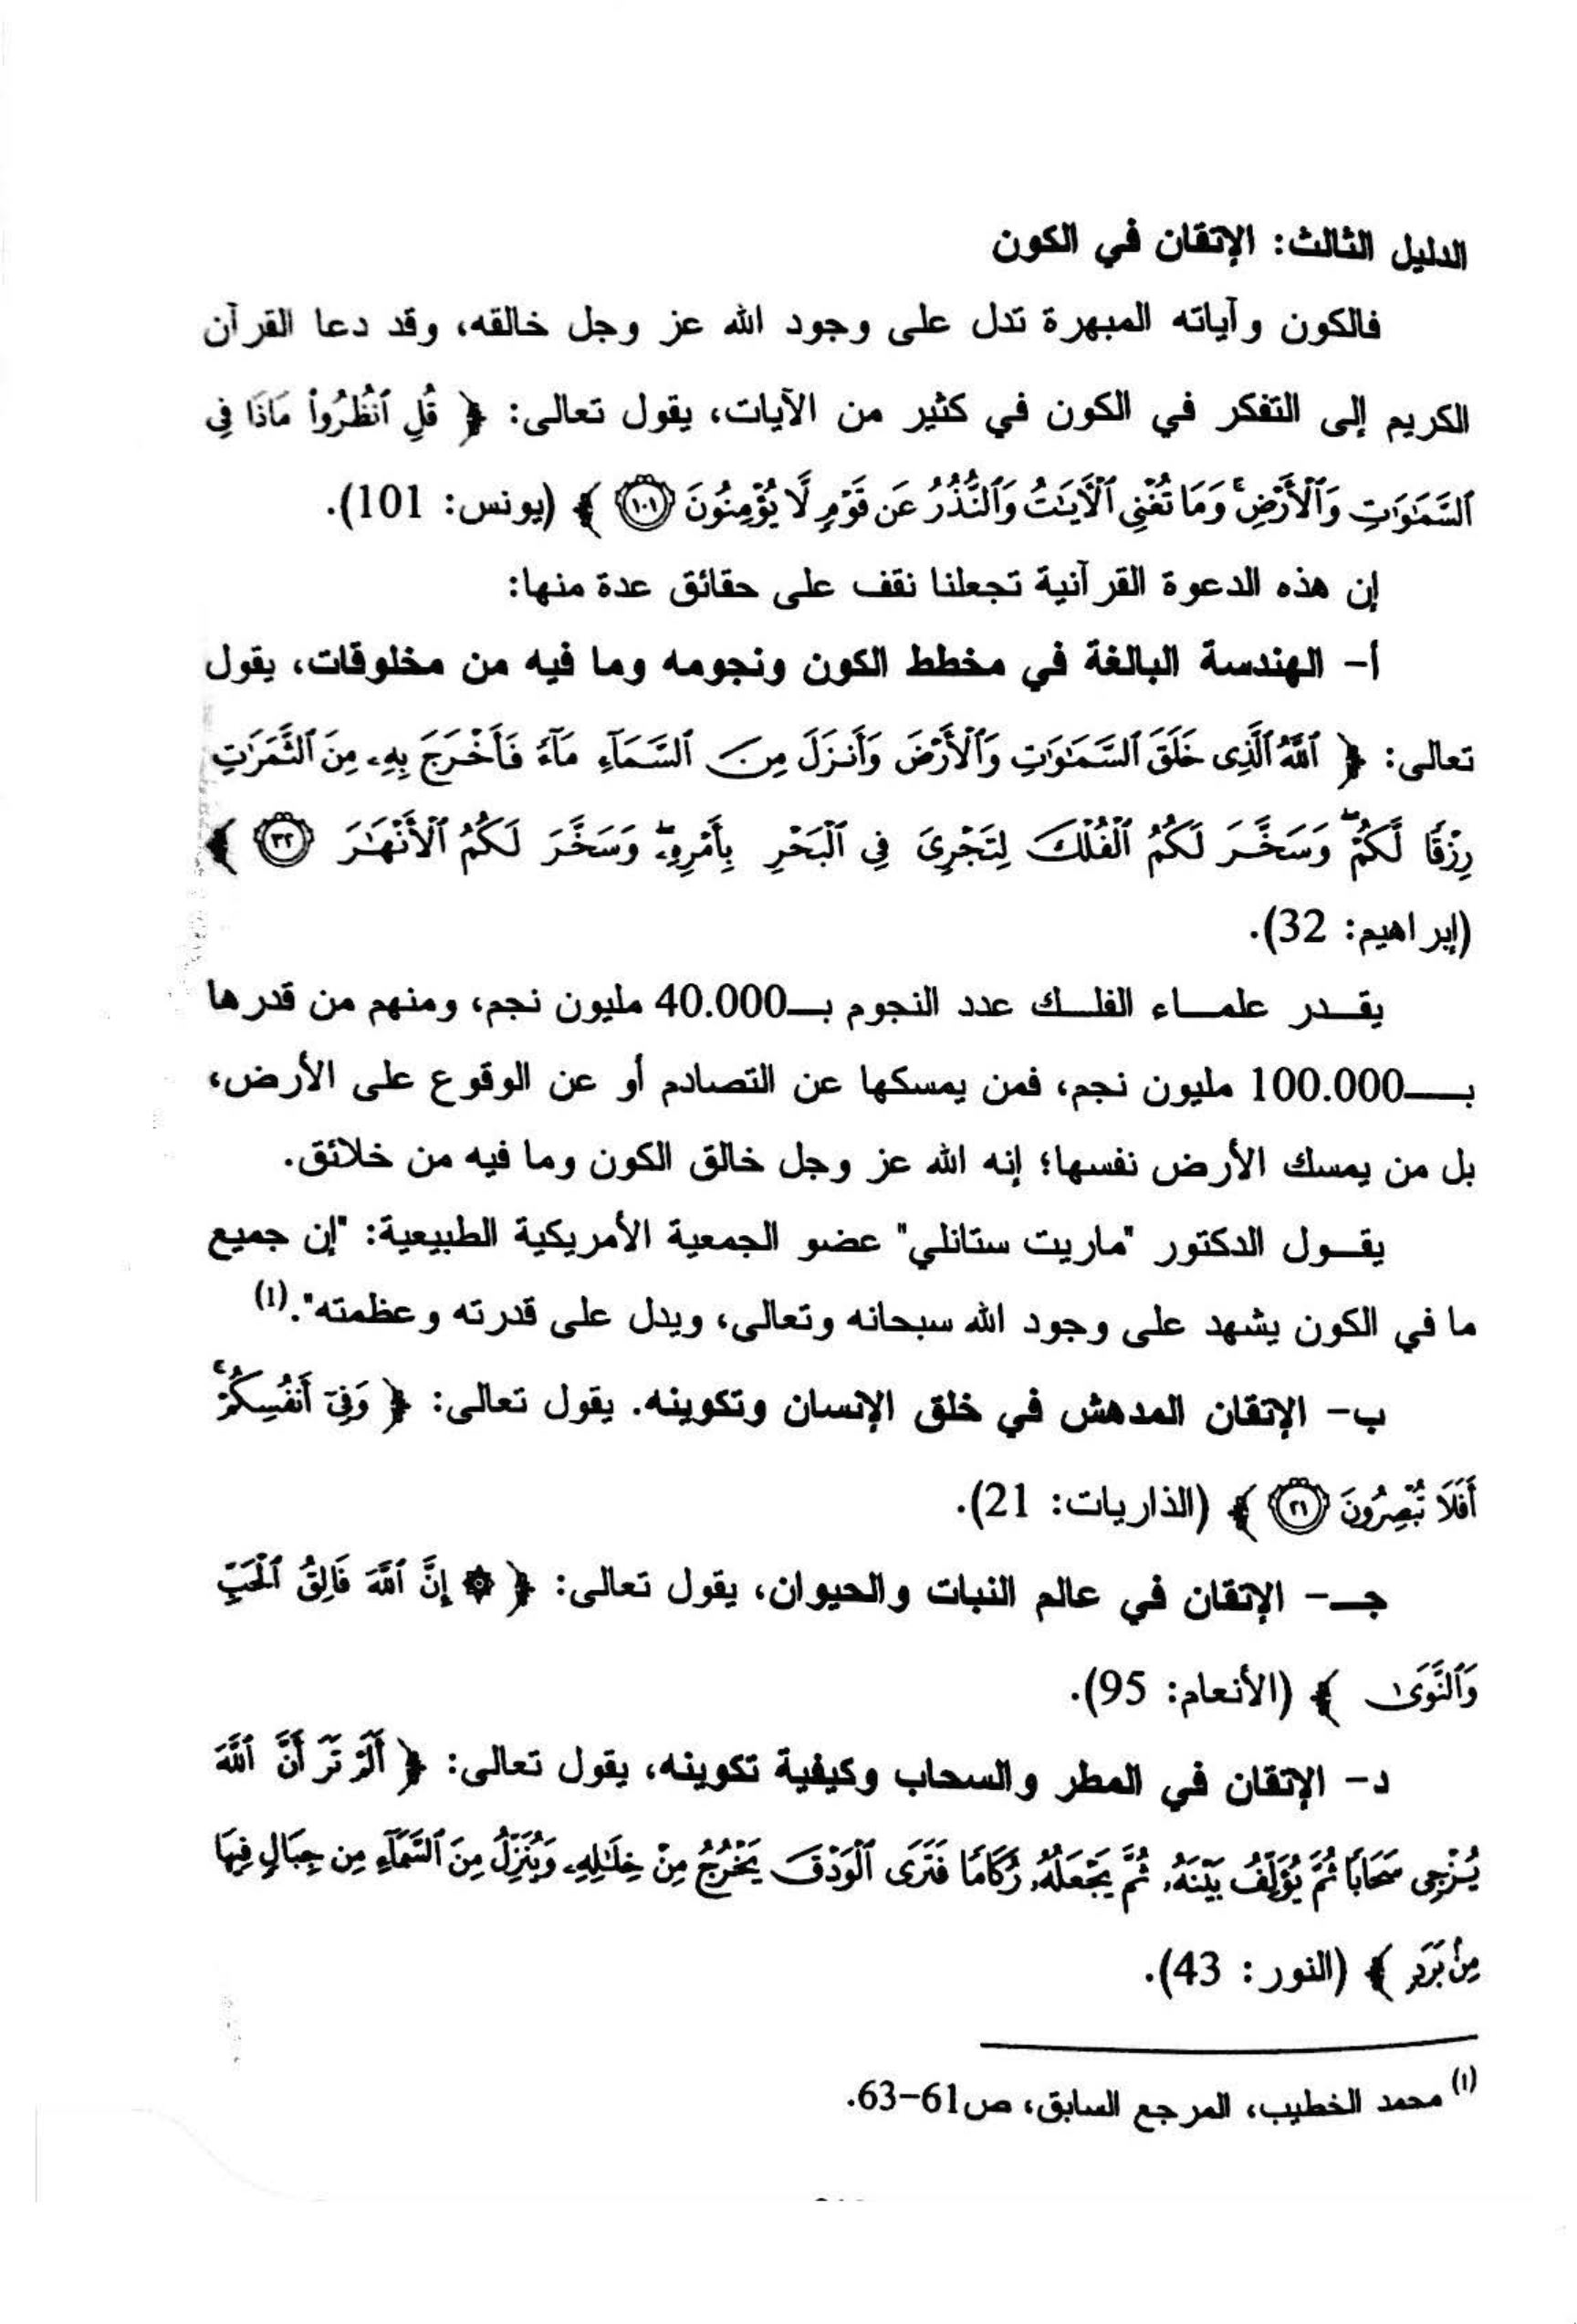 الدليل الثالث: الإتقان في الكون
فالكون وآياته المبهرة تدل على وجود الله عز وجل خالقه، وقد دعا القرآن
الكريم إلى التفكر في الكون في كثير من الآيات، يقول تعالى: ﴿ قُلِ ٱنظُرُوا۟ مَاذَا فِى
ٱلسَّمَـٰوَٰتِ وَٱلْأَرْضِ ۚ وَمَا تُغْنِى ٱلْـَٔايَـٰتُ وَٱلنُّذُرُ عَن قَوْمٍ لَّا يُؤْمِنُونَ ١٠١ ﴾ (يونس: 101).
إن هذه الدعوة القرآنية تجعلنا نقف على حقائق عدة منها:
أ- الهندسة البالغة في مخطط الكون ونجومه وما فيه من مخلوقات، يقول
تعالى: ﴿ ٱللَّهُ ٱلَّذِى خَلَقَ ٱلسَّمَـٰوَٰتِ وَٱلْأَرْضَ وَأَنزَلَ مِنَ ٱلسَّمَآءِ مَآءً فَأَخْرَجَ بِهِۦ مِنَ ٱلثَّمَرَٰتِ
رِزْقًا لَّكُمْ ۖ وَسَخَّرَ لَكُمُ ٱلْفُلْكَ لِتَجْرِىَ فِى ٱلْبَحْرِ بِأَمْرِهِۦ ۖ وَسَخَّرَ لَكُمُ ٱلْأَنْهَـٰرَ ٣٢ ﴾
(إبراهيم: 32).
يقـــدر علمـــاء الفلـــك عدد النجوم بـ40.000 مليون نجم، ومنهم من قدرها
بـــ100.000 مليون نجم، فمن يمسكها عن التصادم أو عن الوقوع على الأرض،
بل من يمسك الأرض نفسها؛ إنه الله عز وجل خالق الكون وما فيه من خلائق.
يقـــول الدكتور "ماريت ستانلي" عضو الجمعية الأمريكية الطبيعية: "إن جميع
ما في الكون يشهد على وجود الله سبحانه وتعالى، ويدل على قدرته وعظمته".(1)
ب- الإتقان المدهش في خلق الإنسان وتكوينه. يقول تعالى: ﴿ وَفِىٓ أَنفُسِكُمْ ۚ
أَفَلَا تُبْصِرُونَ ٢١ ﴾ (الذاريات: 21).
جـــ- الإتقان في عالم النبات والحيوان، يقول تعالى: ﴿ ۞ إِنَّ ٱللَّهَ فَالِقُ ٱلْحَبِّ
وَٱلنَّوَىٰ ﴾ (الأنعام: 95).
د- الإتقان في المطر والسحاب وكيفية تكوينه، يقول تعالى: ﴿ أَلَمْ تَرَ أَنَّ ٱللَّهَ
يُزْجِى سَحَابًا ثُمَّ يُؤَلِّفُ بَيْنَهُۥ ثُمَّ يَجْعَلُهُۥ رُكَامًا فَتَرَى ٱلْوَدْقَ يَخْرُجُ مِنْ خِلَـٰلِهِۦ وَيُنَزِّلُ مِنَ ٱلسَّمَآءِ مِن جِبَالٍ فِيهَا
مِنۢ بَرَدٍ ﴾ (النور: 43).
(1) محمد الخطيب، المرجع السابق، ص61-63.